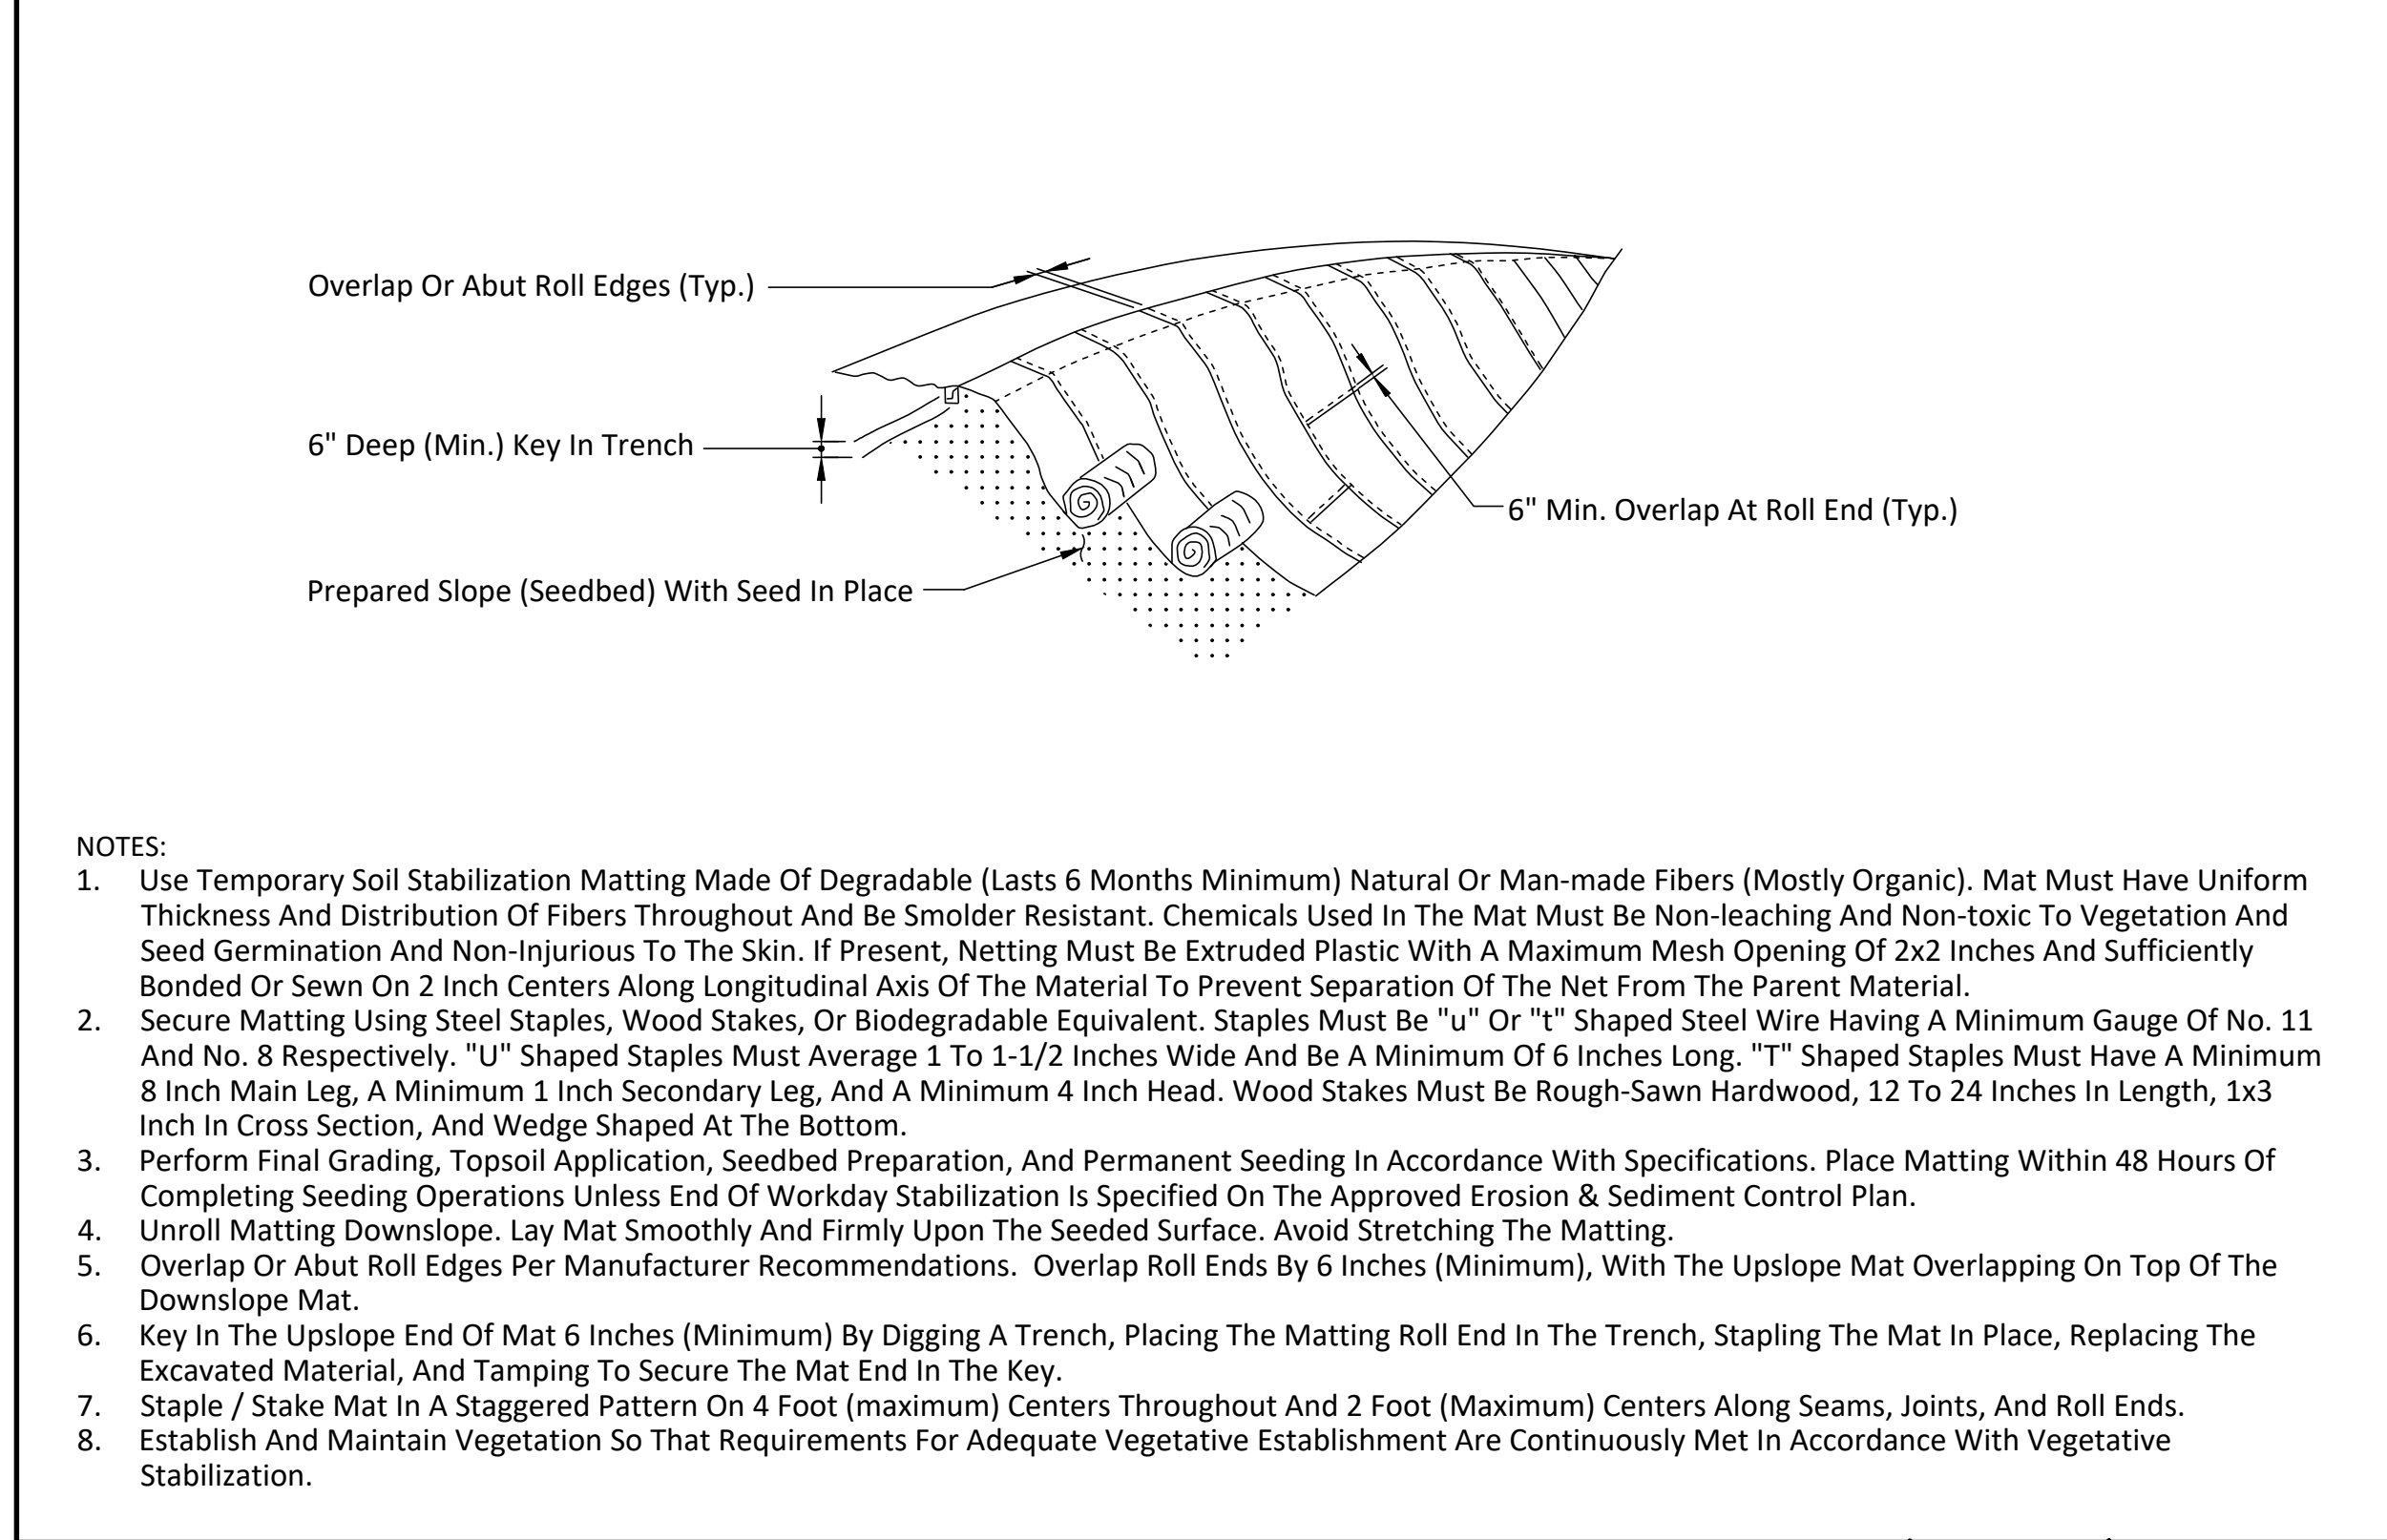 Overlap Or Abut Roll Edges (Typ.)
6" Deep (Min.) Key In Trench
6" Min. Overlap At Roll End (Typ.)
Prepared Slope (Seedbed) With Seed In Place
NOTES:
1. Use Temporary Soil Stabilization Matting Made Of Degradable (Lasts 6 Months Minimum) Natural Or Man-made Fibers (Mostly Organic). Mat Must Have Uniform
Thickness And Distribution Of Fibers Throughout And Be Smolder Resistant. Chemicals Used In The Mat Must Be Non-leaching And Non-toxic To Vegetation And
Seed Germination And Non-Injurious To The Skin. If Present, Netting Must Be Extruded Plastic With A Maximum Mesh Opening Of 2x2 Inches And Sufficiently
Bonded Or Sewn On 2 Inch Centers Along Longitudinal Axis Of The Material To Prevent Separation Of The Net From The Parent Material.
2. Secure Matting Using Steel Staples, Wood Stakes, Or Biodegradable Equivalent. Staples Must Be "u" Or "t" Shaped Steel Wire Having A Minimum Gauge Of No. 11
And No. 8 Respectively. "U" Shaped Staples Must Average 1 To 1-1/2 Inches Wide And Be A Minimum Of 6 Inches Long. "T" Shaped Staples Must Have A Minimum
8 Inch Main Leg, A Minimum 1 Inch Secondary Leg, And A Minimum 4 Inch Head. Wood Stakes Must Be Rough-Sawn Hardwood, 12 To 24 Inches In Length, 1x3
Inch In Cross Section, And Wedge Shaped At The Bottom.
3. Perform Final Grading, Topsoil Application, Seedbed Preparation, And Permanent Seeding In Accordance With Specifications. Place Matting Within 48 Hours Of
Completing Seeding Operations Unless End Of Workday Stabilization Is Specified On The Approved Erosion & Sediment Control Plan.
4. Unroll Matting Downslope. Lay Mat Smoothly And Firmly Upon The Seeded Surface. Avoid Stretching The Matting.
5. Overlap Or Abut Roll Edges Per Manufacturer Recommendations. Overlap Roll Ends By 6 Inches (Minimum), With The Upslope Mat Overlapping On Top Of The
Downslope Mat.
6. Key In The Upslope End Of Mat 6 Inches (Minimum) By Digging A Trench, Placing The Matting Roll End In The Trench, Stapling The Mat In Place, Replacing The
Excavated Material, And Tamping To Secure The Mat End In The Key.
7. Staple / Stake Mat In A Staggered Pattern On 4 Foot (maximum) Centers Throughout And 2 Foot (Maximum) Centers Along Seams, Joints, And Roll Ends.
8. Establish And Maintain Vegetation So That Requirements For Adequate Vegetative Establishment Are Continuously Met In Accordance With Vegetative
Stabilization.